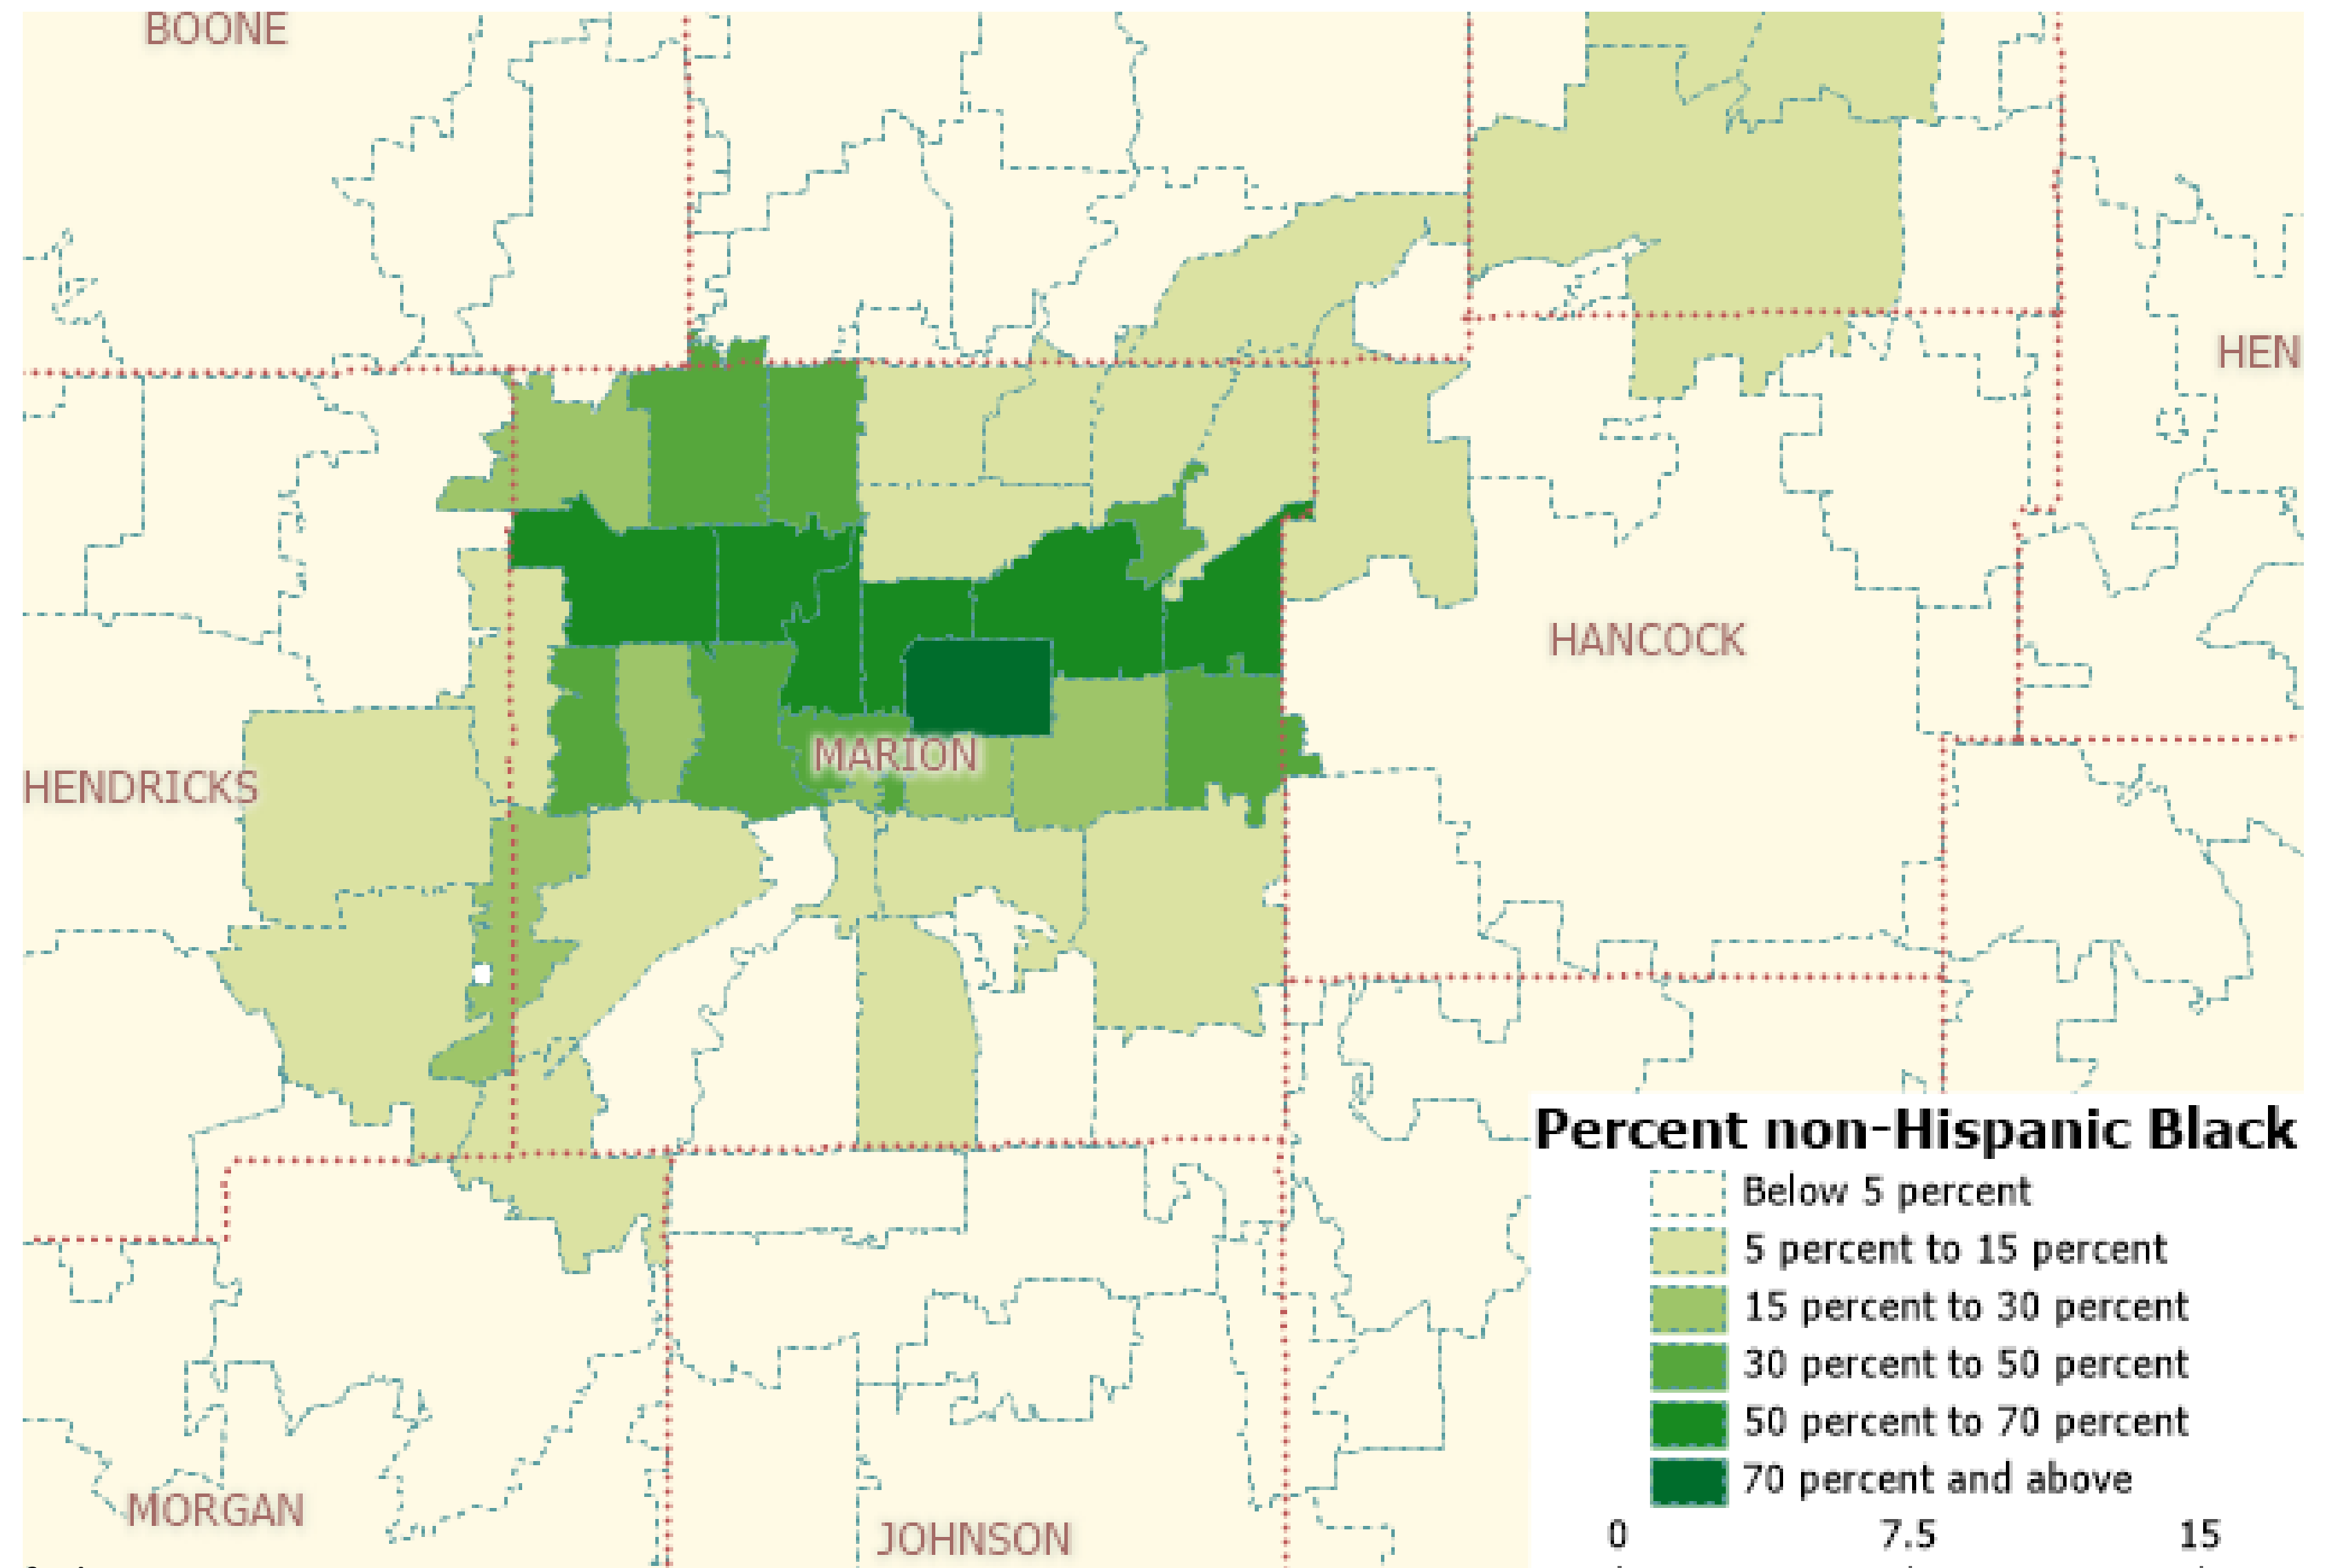 BOONE
HEN
HANCOCK
MARION
HENDRICKS
Percent non-Hispanic Black
Below 5 percent
5 percent to 15 percent
15 percent to 30 percent
30 percent to 50 percent
50 percent to 70 percent
70 percent and above
MORGAN
JOHNSON
0 7.5 15